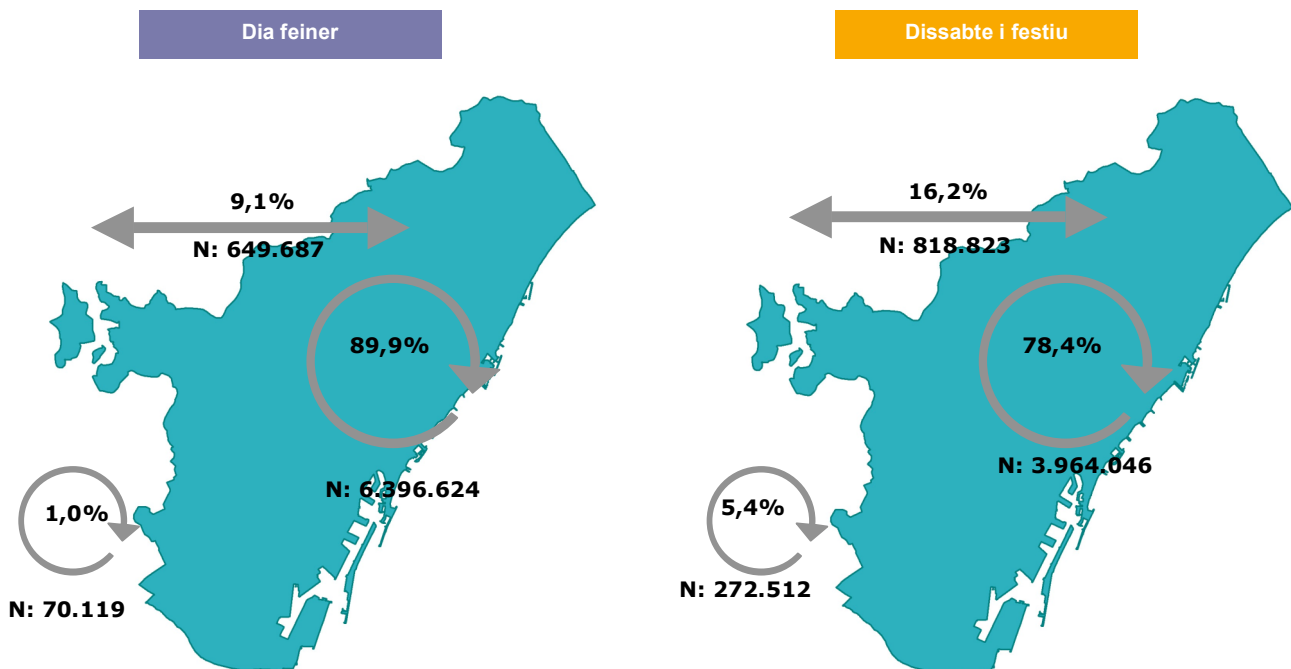 Dia feiner
9,1%
N: 649.687
89,9%
N: 6.396.624
1,0%
N: 70.119
Dissabte i festiu
16,2%
N: 818.823
78,4%
N: 3.964.046
5,4%
N: 272.512